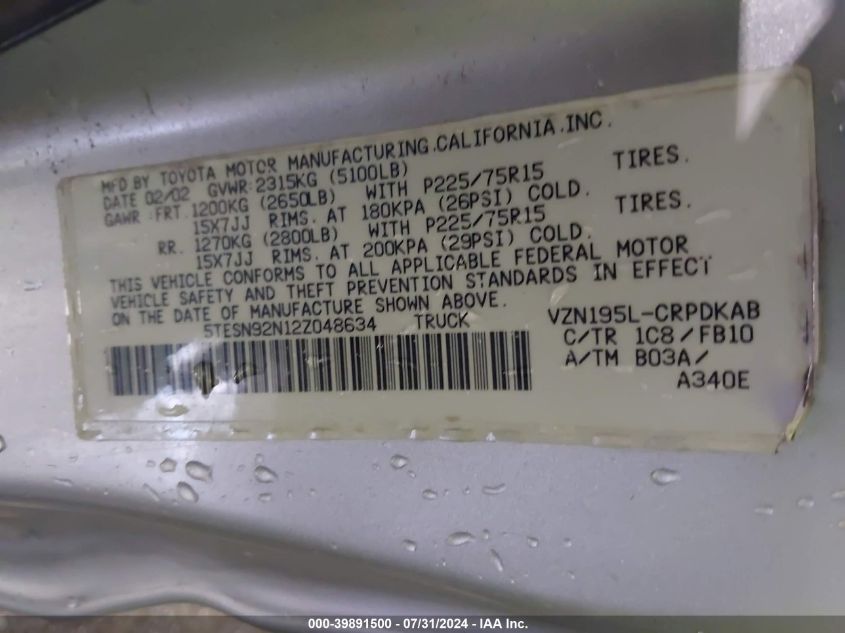 MFD BY TOYOTA MOTOR MANUFACTURING.CALIFORNIA.INC.
DATE 02/02 GVWR:2315KG (5100LB)
GAWR:FRT.1200KG (2650LB) WITH P225/75R15 TIRES.
15X7JJ RIMS. AT 180KPA (26PSI) COLD.
RR. 1270KG (2800LB) WITH P225/75R15 TIRES.
15X7JJ RIMS. AT 200KPA (29PSI) COLD.
THIS VEHICLE CONFORMS TO ALL APPLICABLE FEDERAL MOTOR
VEHICLE SAFETY AND THEFT PREVENTION STANDARDS IN EFFECT
ON THE DATE OF MANUFACTURE SHOWN ABOVE.
5TESN92N12Z048634 TRUCK VZN195L-CRPDKAB
C/TR 1C8/FB10
A/TM B03A/
A340E
000-39891500 / 07/31/2024 - IAA Inc.